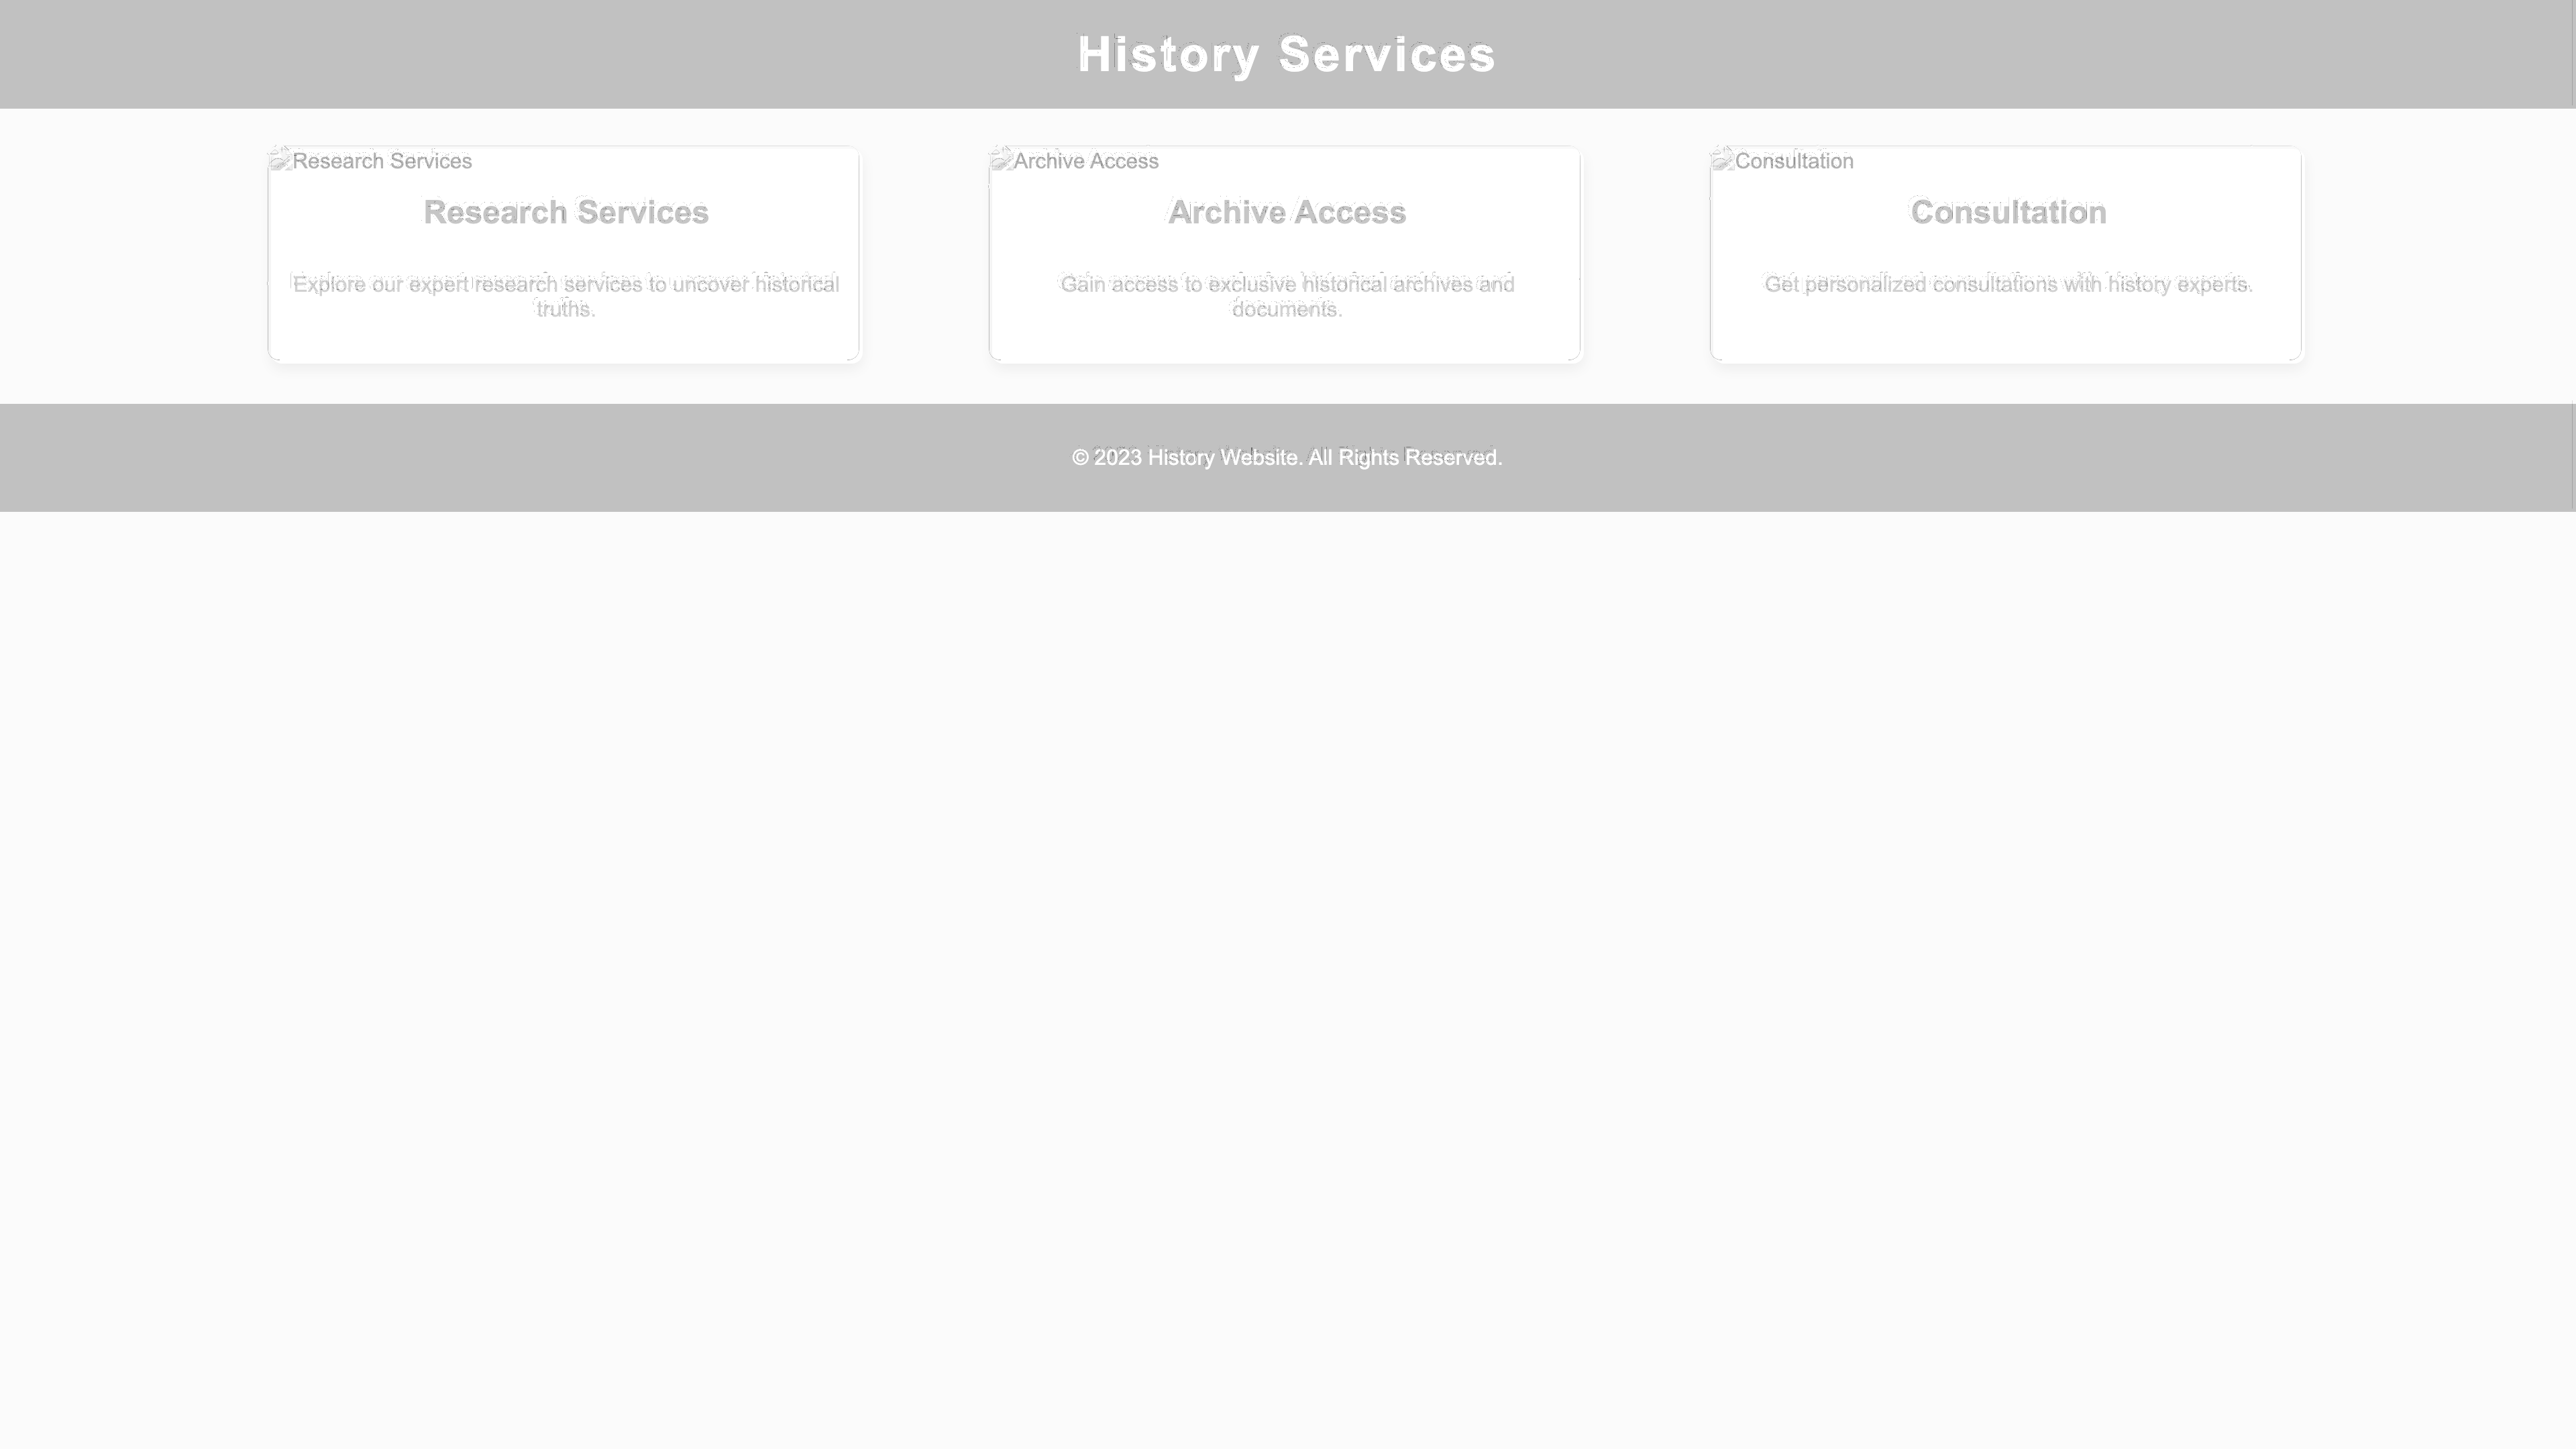 History Services
Research Services
Archive Access
Consultation
Research Services
Archive Access
Consultation
Explore our expert research services to uncover historical
truths.
Gain access to exclusive historical archives and
documents.
Get personalized consultations with history experts.
© 2023 History Website. All Rights Reserved.